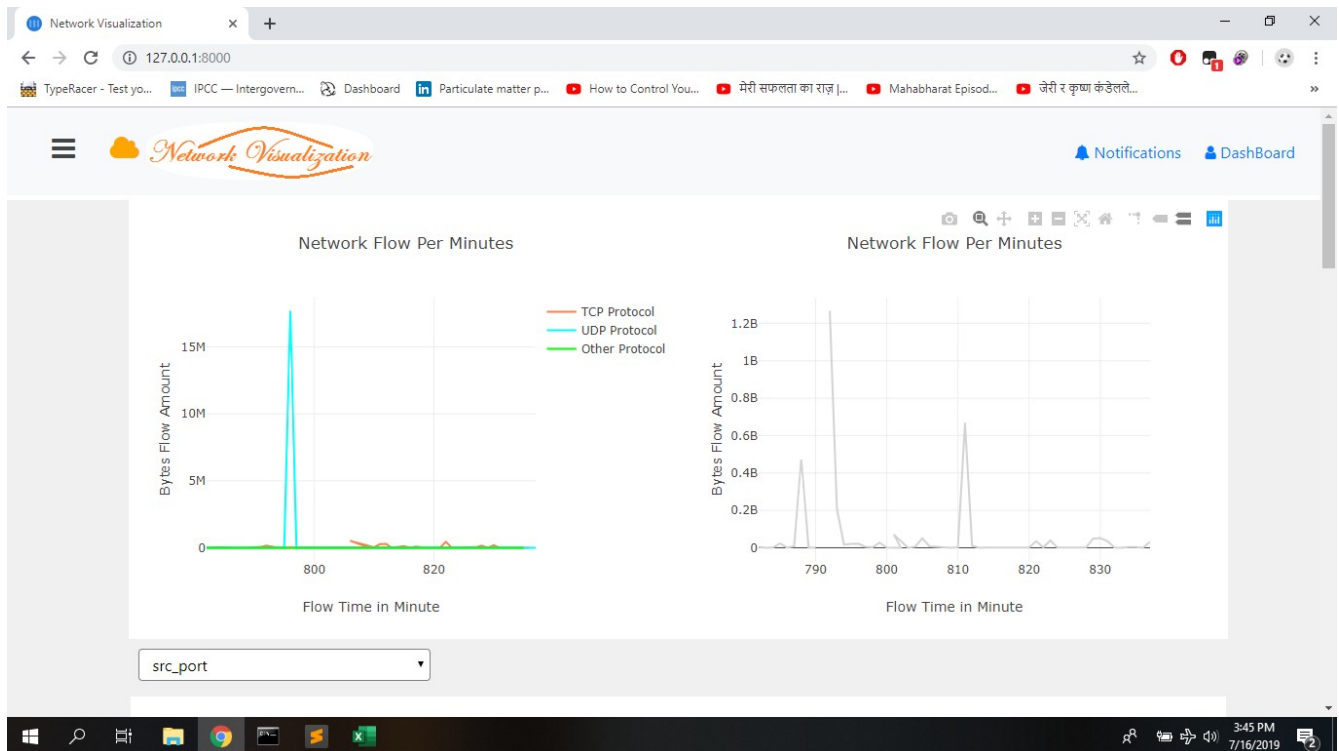 Network Visualization
127.0.0.1:8000
TypeRacer - Test yo...
IPCC — Intergovern...
Dashboard
Particulate matter p...
How to Control You...
मेरी सफलता का राज़ |...
Mahabharat Episod...
जेरी र कृष्ण कंडेलले...
»
Network Visualization
Notifications
DashBoard
Network Flow Per Minutes
15M
10M
5M
0
Bytes Flow Amount
800
820
Flow Time in Minute
TCP Protocol
UDP Protocol
Other Protocol
Network Flow Per Minutes
1.2B
1B
0.8B
0.6B
0.4B
0.2B
0
Bytes Flow Amount
790
800
810
820
830
Flow Time in Minute
src_port
3:45 PM
7/16/2019